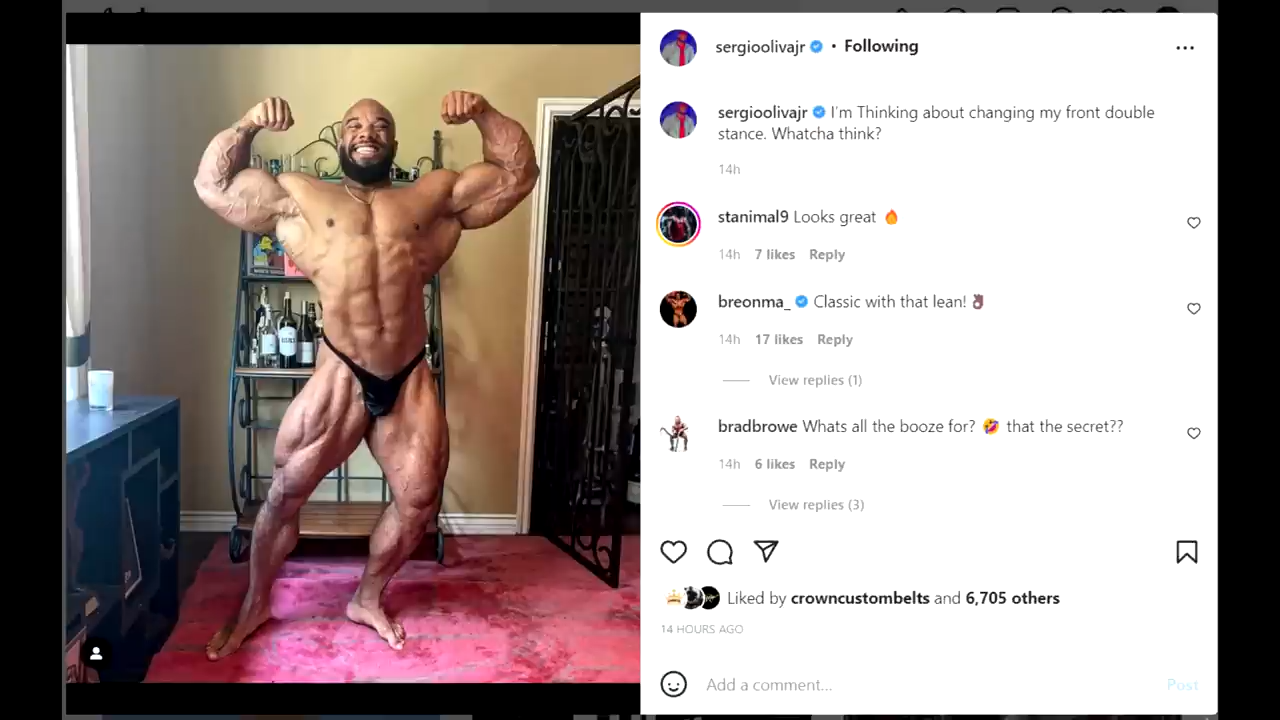 sergioolivajr • Following
sergioolivajr I'm Thinking about changing my front double
stance. Whatcha think?
14h
stanimal9 Looks great 🔥
14h 7 likes Reply
breonma_ Classic with that lean! 👌🏿
14h 17 likes Reply
View replies (1)
bradbrowe Whats all the booze for? 🤣 that the secret??
14h 6 likes Reply
View replies (3)
Liked by crowncustombelts and 6,705 others
14 HOURS AGO
Add a comment...
Post